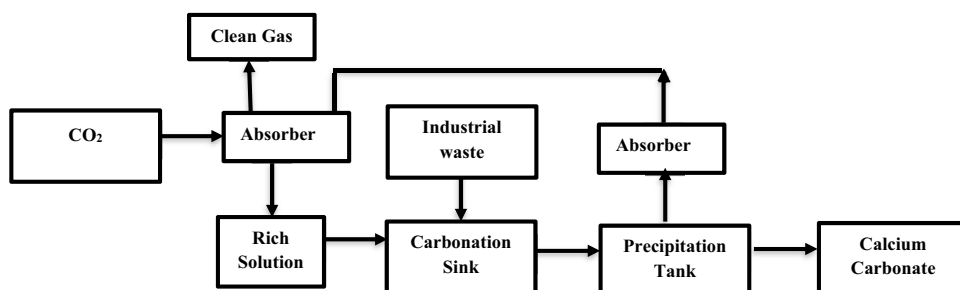 Clean Gas
CO₂
Absorber
Industrial
waste
Absorber
Rich
Solution
Carbonation
Sink
Precipitation
Tank
Calcium
Carbonate